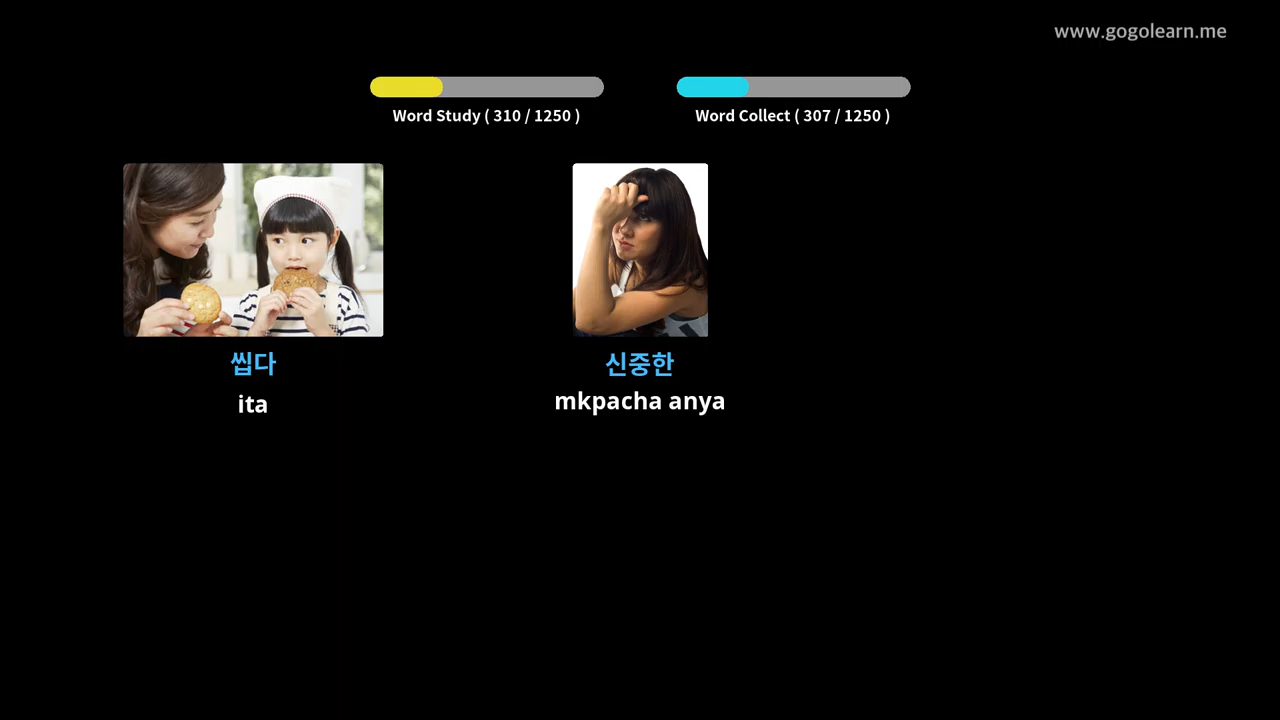 www.gogolearn.me
Word Study ( 310 / 1250 )
Word Collect ( 307 / 1250 )
씹다
ita
신중한
mkpacha anya